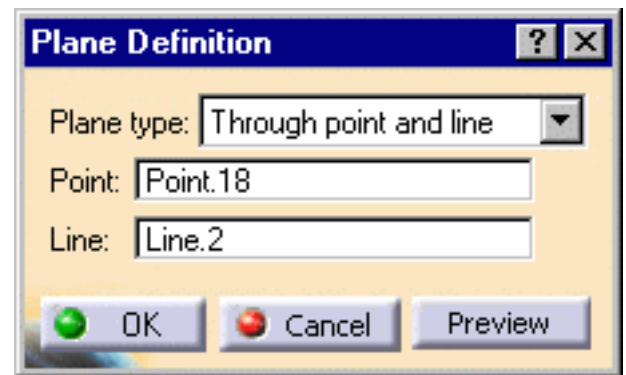 Plane Definition ? X
Plane type: Through point and line
Point: Point.18
Line: Line.2
OK Cancel Preview